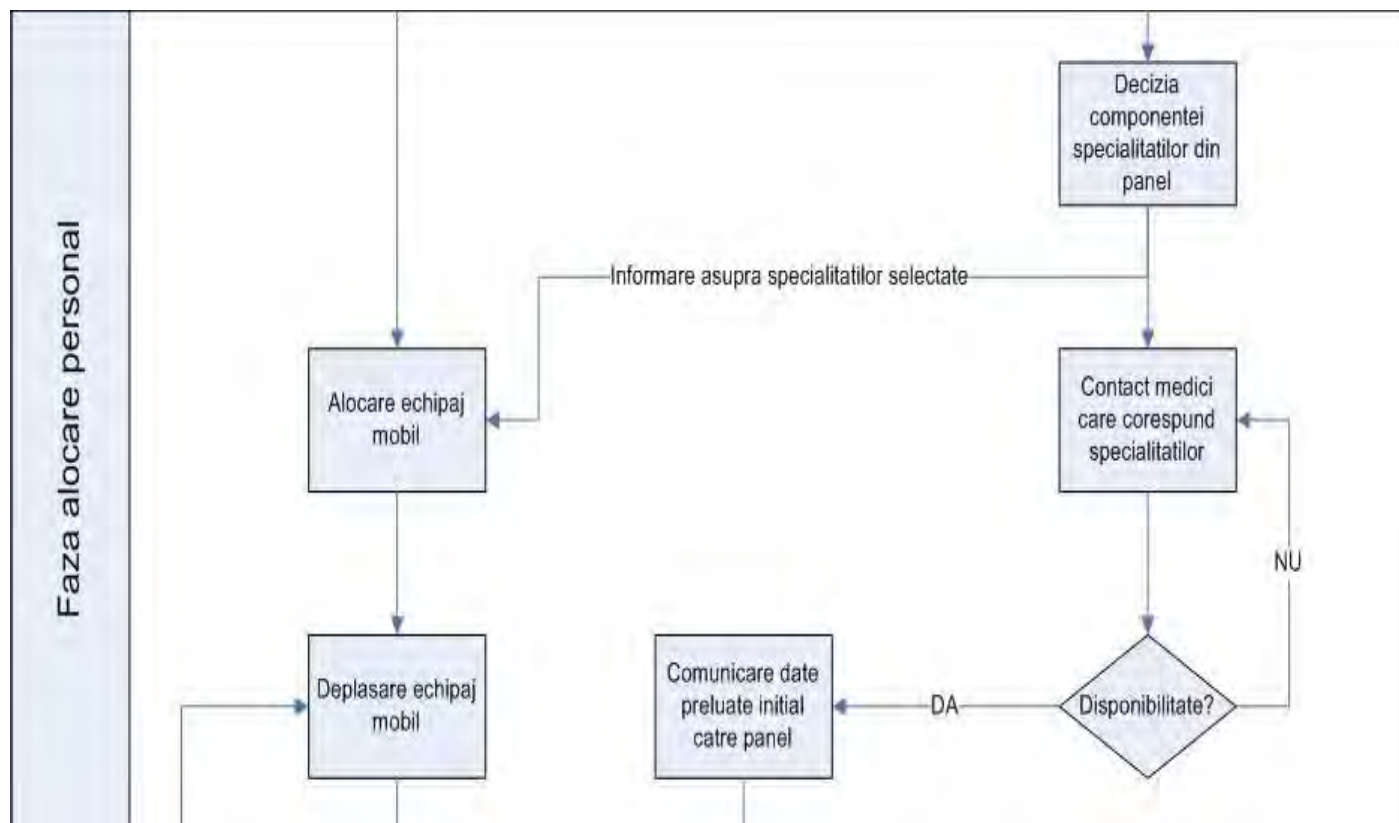 Faza alocare personal
Decizia
componentei
specialitatilor din
panel
Informare asupra specialitatilor selectate
Alocare echipaj
mobil
Contact medici
care corespund
specialitatilor
NU
Deplasare echipaj
mobil
Comunicare date
preluate initial
catre panel
DA
Disponibilitate?